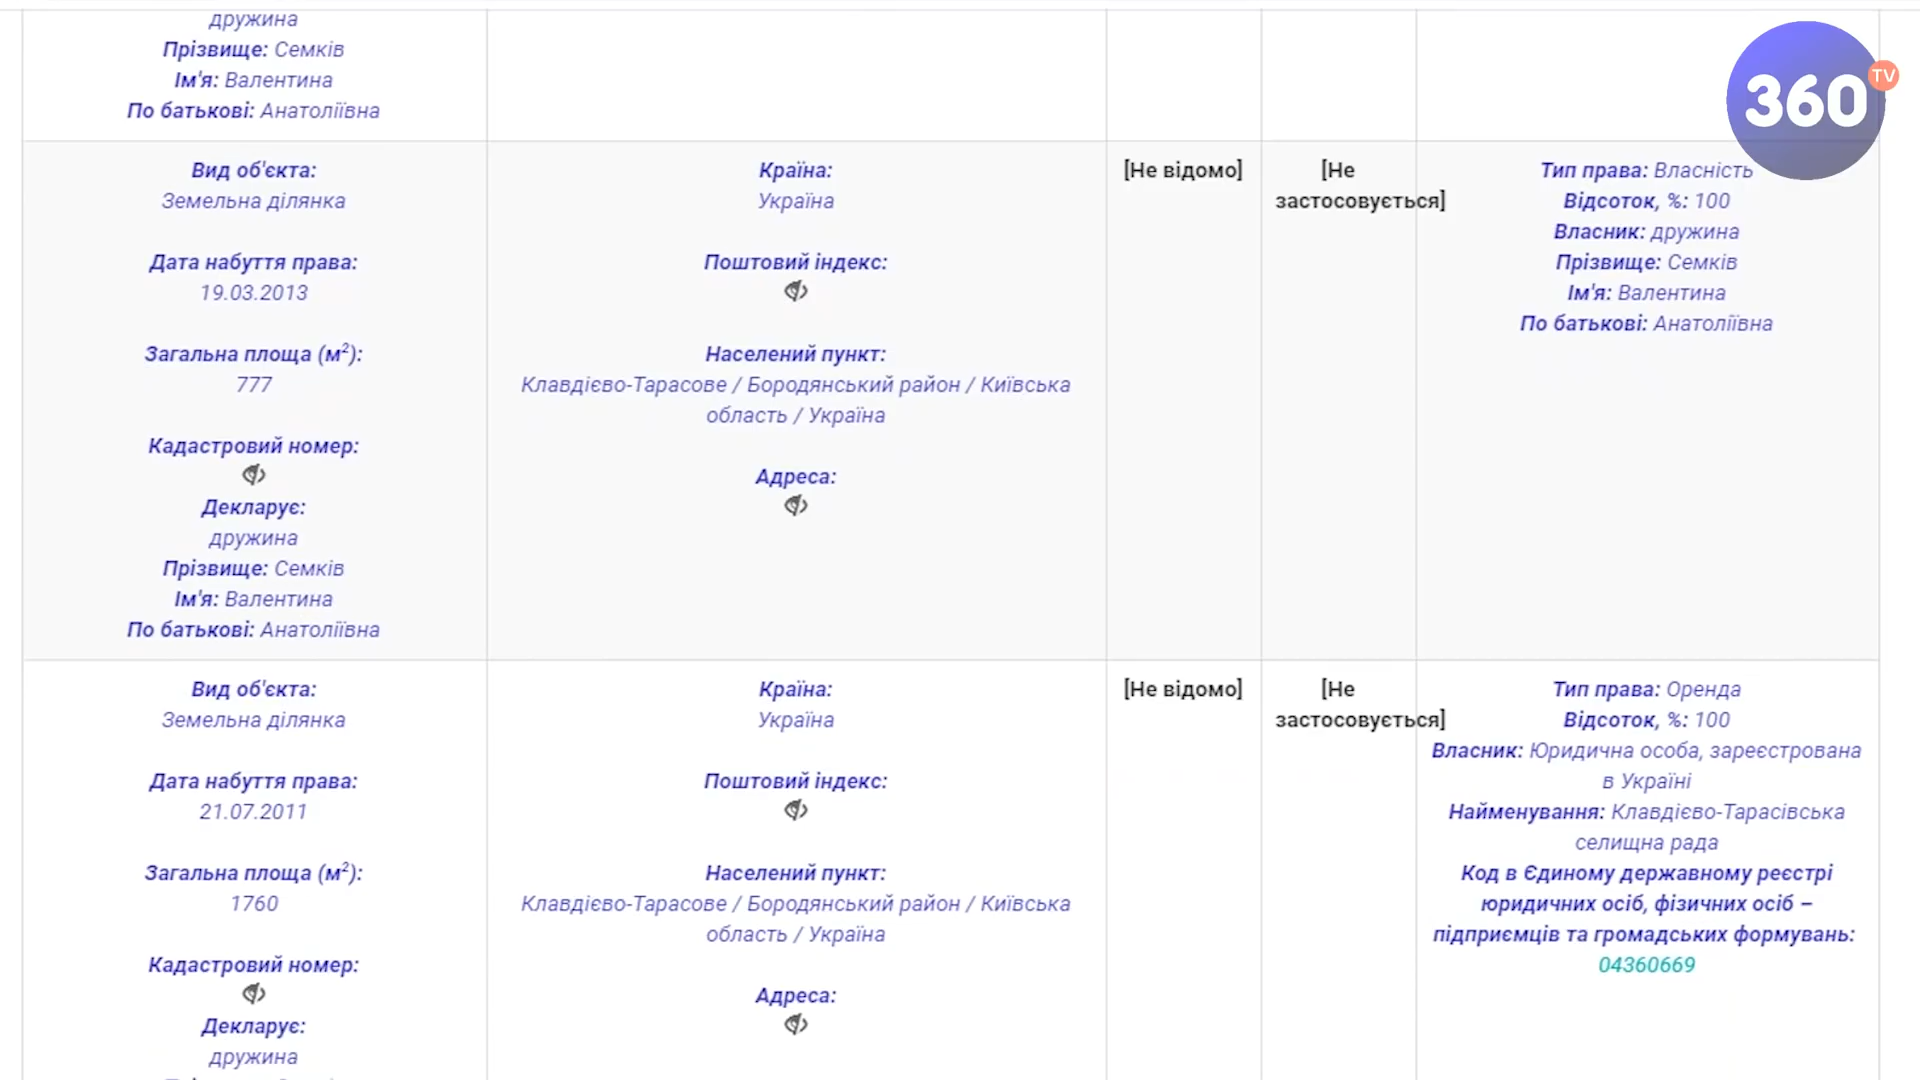 дружина
Прізвище: Семків
Ім'я: Валентина
По батькові: Анатоліївна
360
TV
Вид об'єкта:
Земельна ділянка
Дата набуття права:
19.03.2013
Загальна площа (м²):
777
Кадастровий номер:
Декларує:
дружина
Прізвище: Семків
Ім'я: Валентина
По батькові: Анатоліївна
Країна:
Україна
Поштовий індекс:
Населений пункт:
Клавдієво-Тарасове / Бородянський район / Київська
область / Україна
Адреса:
[Не відомо]
[Не
застосовується]
Тип права: Власність
Відсоток, %: 100
Власник: дружина
Прізвище: Семків
Ім'я: Валентина
По батькові: Анатоліївна
Вид об'єкта:
Земельна ділянка
Дата набуття права:
21.07.2011
Загальна площа (м²):
1760
Кадастровий номер:
Декларує:
дружина
Країна:
Україна
Поштовий індекс:
Населений пункт:
Клавдієво-Тарасове / Бородянський район / Київська
область / Україна
Адреса:
[Не відомо]
[Не
застосовується]
Тип права: Оренда
Відсоток, %: 100
Власник: Юридична особа, зареєстрована
в Україні
Найменування: Клавдієво-Тарасівська
селищна рада
Код в Єдиному державному реєстрі
юридичних осіб, фізичних осіб –
підприємців та громадських формувань:
04360669